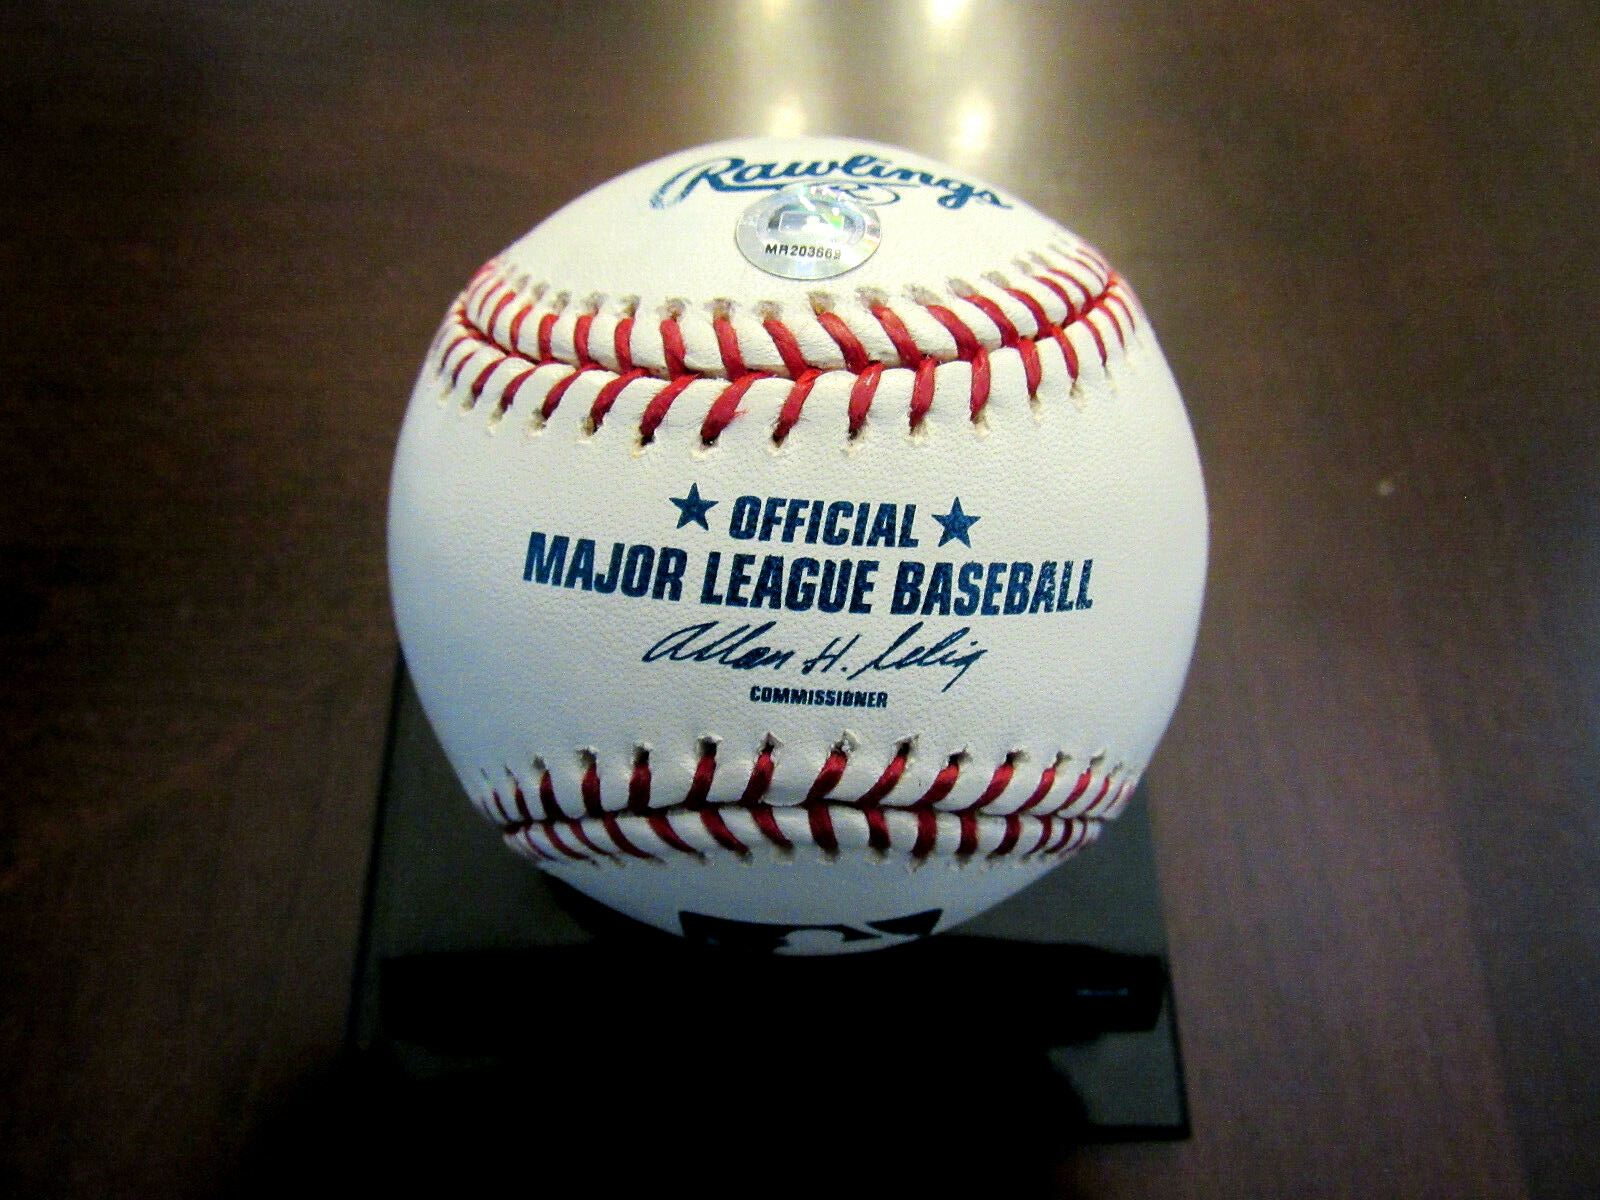 Rawlings
MR203669
★ OFFICIAL ★
MAJOR LEAGUE BASEBALL
Allan H. Selig
COMMISSIONER